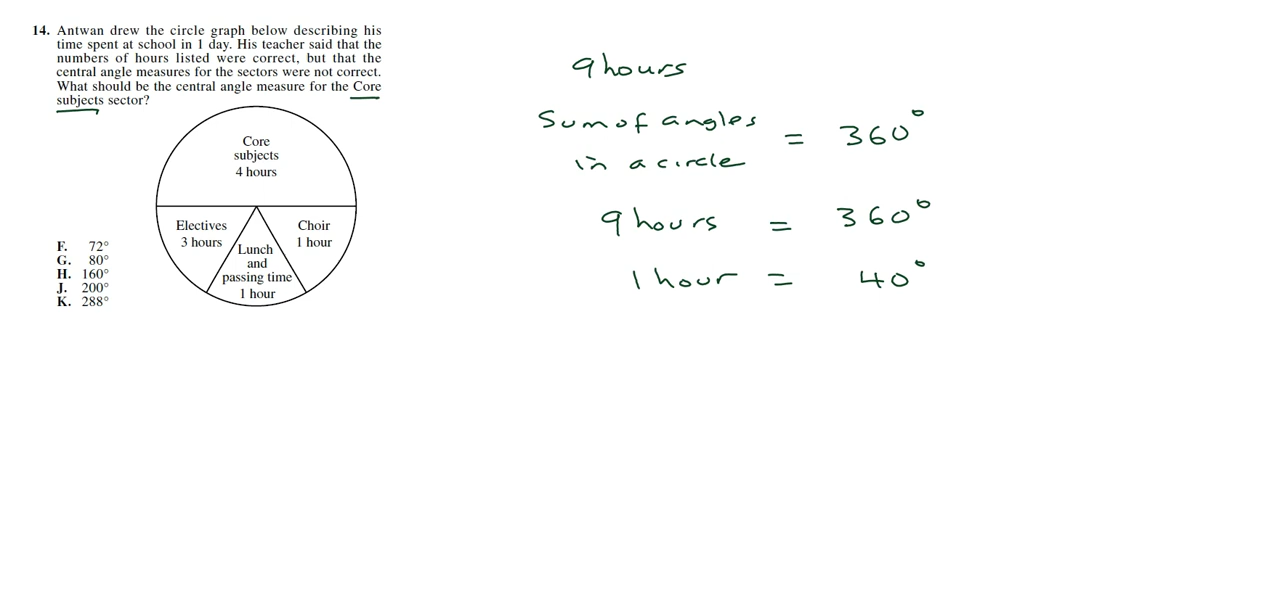 14. Antwan drew the circle graph below describing his
time spent at school in 1 day. His teacher said that the
numbers of hours listed were correct, but that the
central angle measures for the sectors were not correct.
What should be the central angle measure for the Core
subjects sector?
Core
subjects
4 hours
Electives
3 hours
Choir
1 hour
Lunch
and
passing time
1 hour
F. 72°
G. 80°
H. 160°
J. 200°
K. 288°
9 hours
Sum of angles
in a circle = 360°
9 hours = 360°
1 hour = 40°